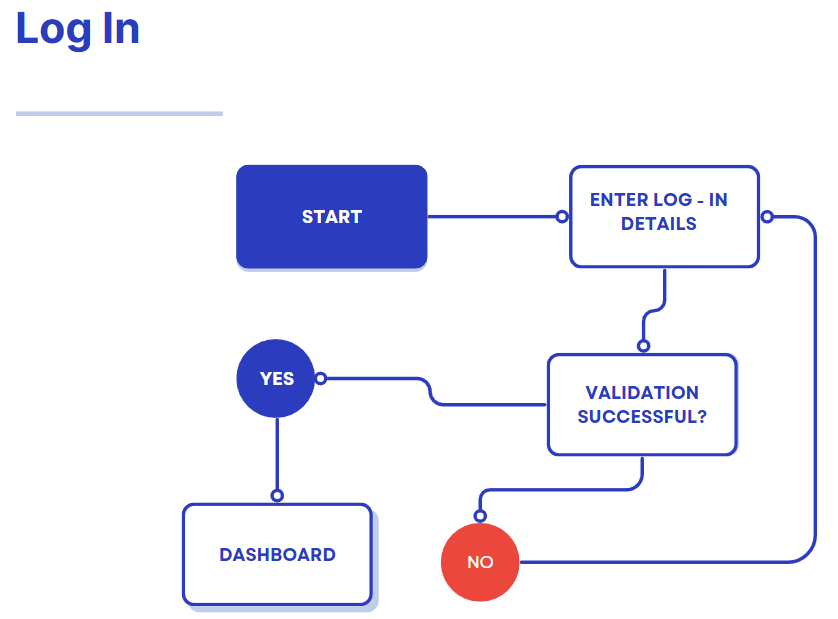 Log In
START
ENTER LOG - IN
DETAILS
YES
VALIDATION
SUCCESSFUL?
DASHBOARD
NO